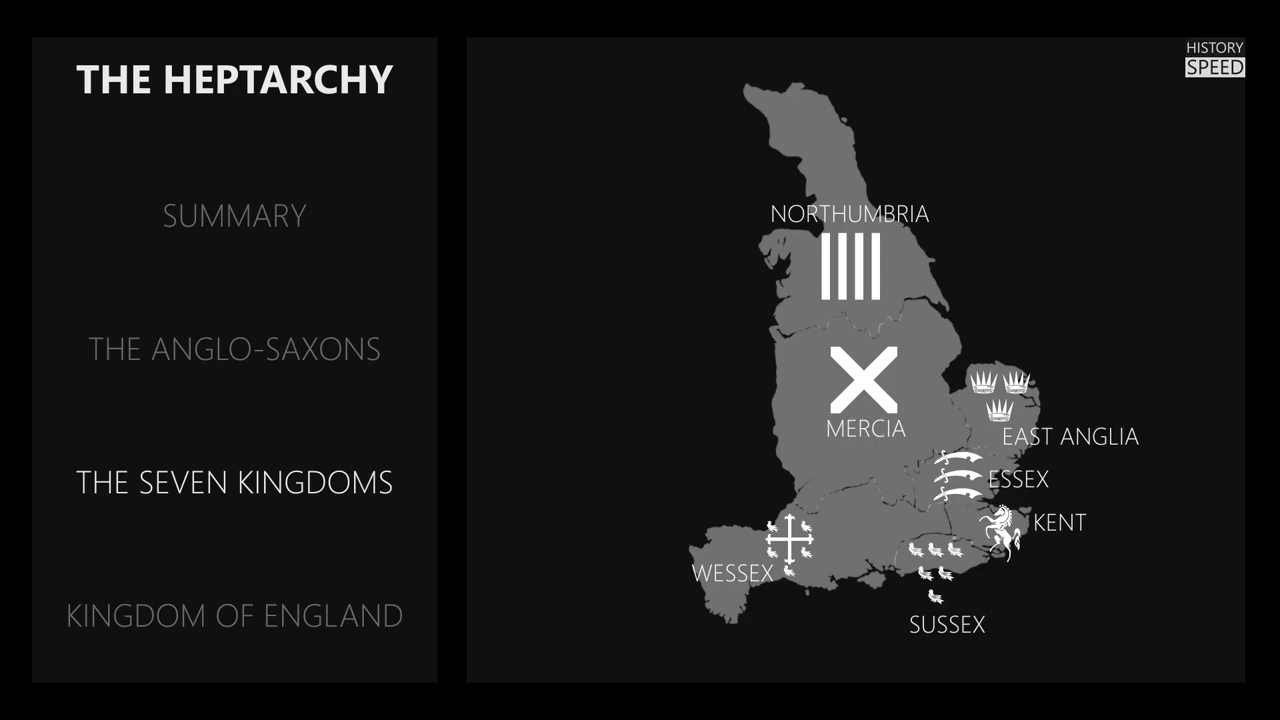 THE HEPTARCHY
SUMMARY
THE ANGLO-SAXONS
THE SEVEN KINGDOMS
KINGDOM OF ENGLAND
HISTORY
SPEED
NORTHUMBRIA
MERCIA
EAST ANGLIA
ESSEX
KENT
WESSEX
SUSSEX